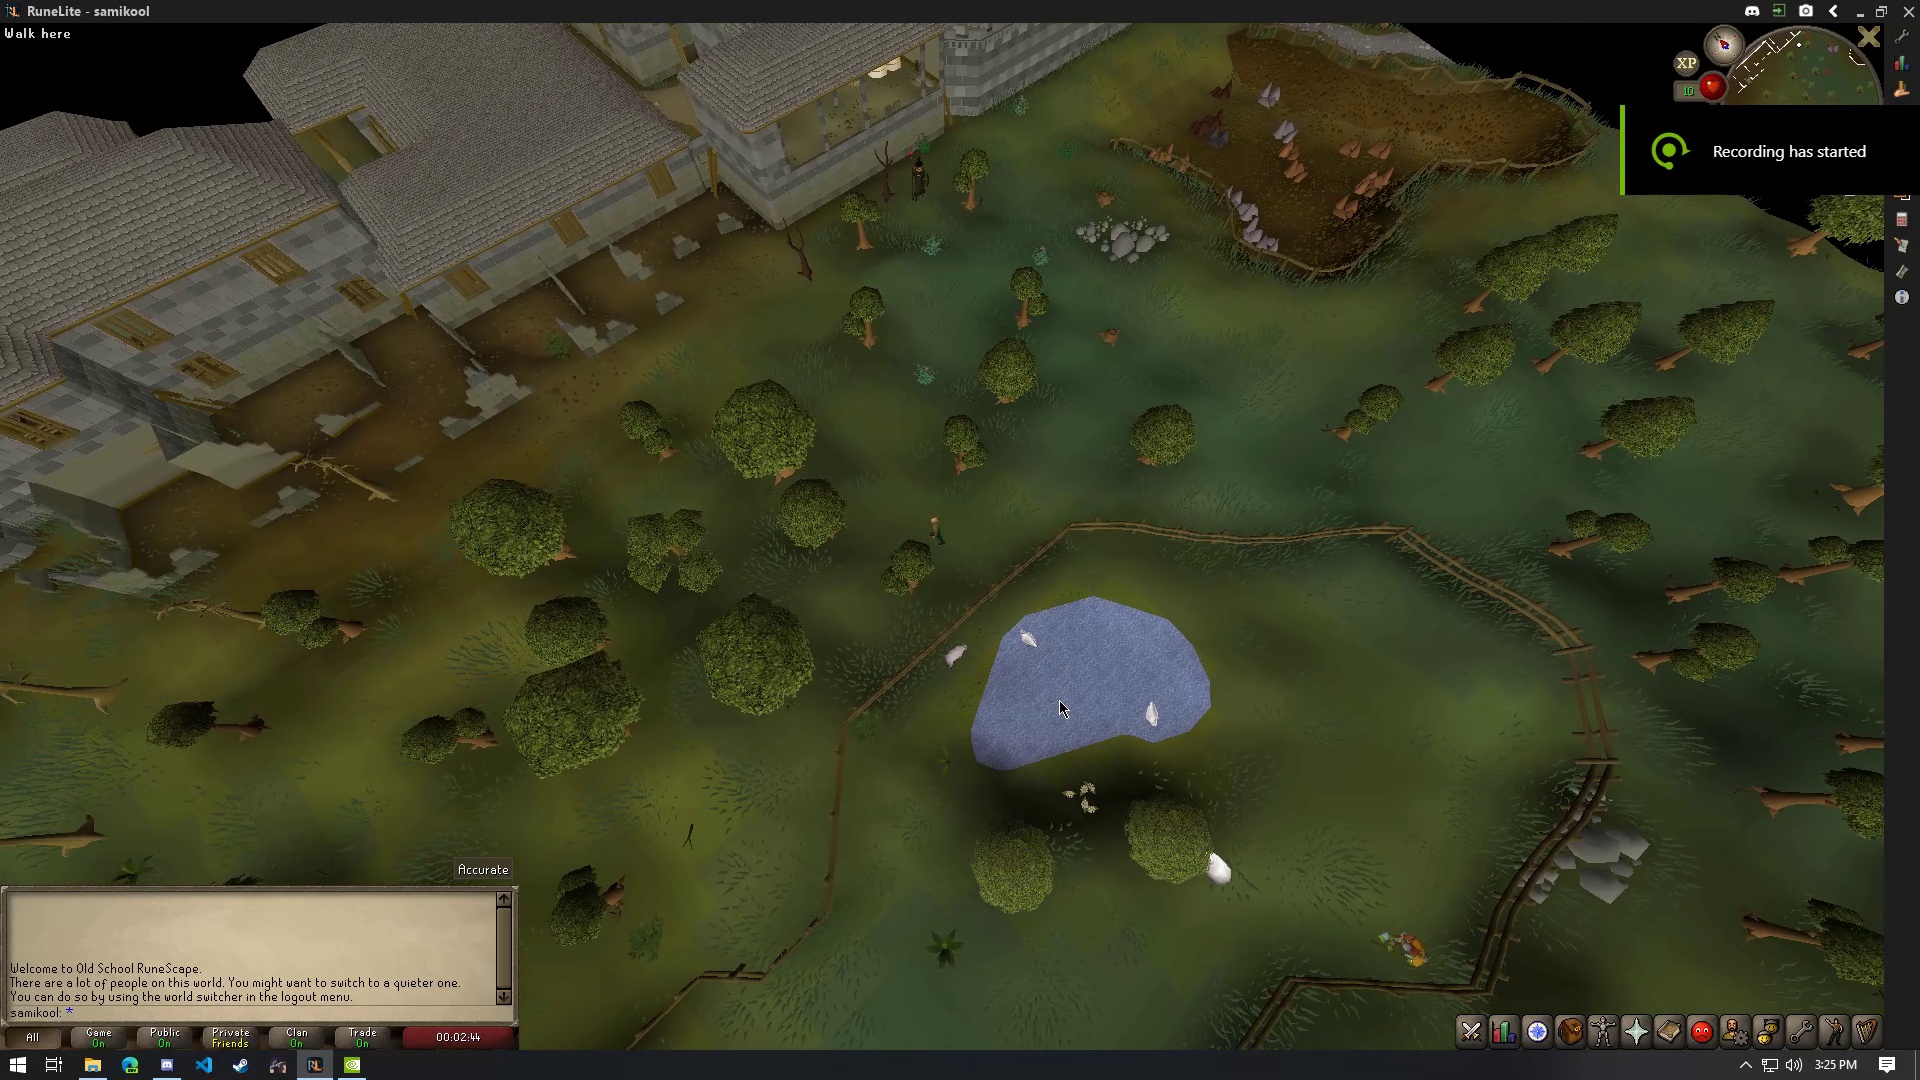 RuneLite - samikool
Walk here
XP
10
Recording has started
Accurate
Welcome to Old School RuneScape.
There are a lot of people on this world. You might want to switch to a quieter one.
You can do so by using the world switcher in the logout menu.
samikool: *
All
Game
On
Public
On
Private
Friends
Clan
On
Trade
On
00:02:44
3:25 PM